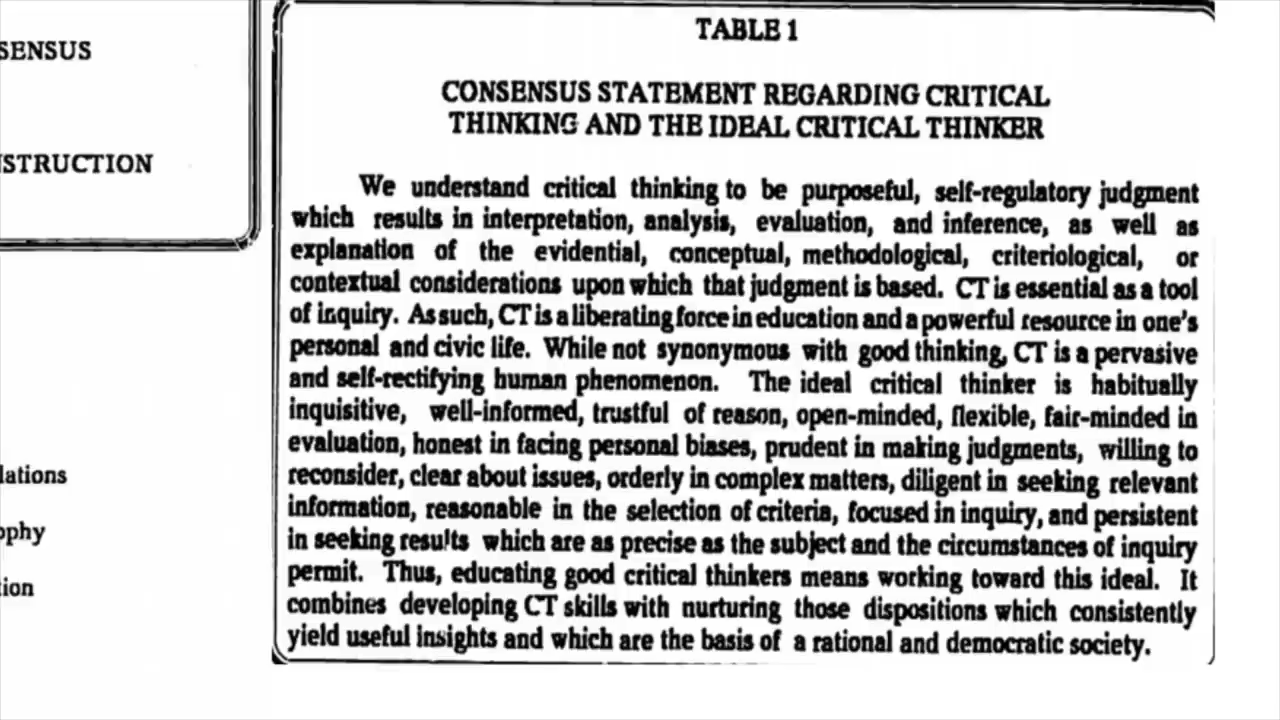 SENSUS
NSTRUCTION
lations
ophy
tion
TABLE 1
CONSENSUS STATEMENT REGARDING CRITICAL
THINKING AND THE IDEAL CRITICAL THINKER
We understand critical thinking to be purposeful, self-regulatory judgment
which results in interpretation, analysis, evaluation, and inference, as well as
explanation of the evidential, conceptual, methodological, criteriological, or
contextual considerations upon which that judgment is based. CT is essential as a tool
of inquiry. As such, CT is a liberating force in education and a powerful resource in one's
personal and civic life. While not synonymous with good thinking, CT is a pervasive
and self-rectifying human phenomenon. The ideal critical thinker is habitually
inquisitive, well-informed, trustful of reason, open-minded, flexible, fair-minded in
evaluation, honest in facing personal biases, prudent in making judgments, willing to
reconsider, clear about issues, orderly in complex matters, diligent in seeking relevant
information, reasonable in the selection of criteria, focused in inquiry, and persistent
in seeking results which are as precise as the subject and the circumstances of inquiry
permit. Thus, educating good critical thinkers means working toward this ideal. It
combines developing CT skills with nurturing those dispositions which consistently
yield useful insights and which are the basis of a rational and democratic society.